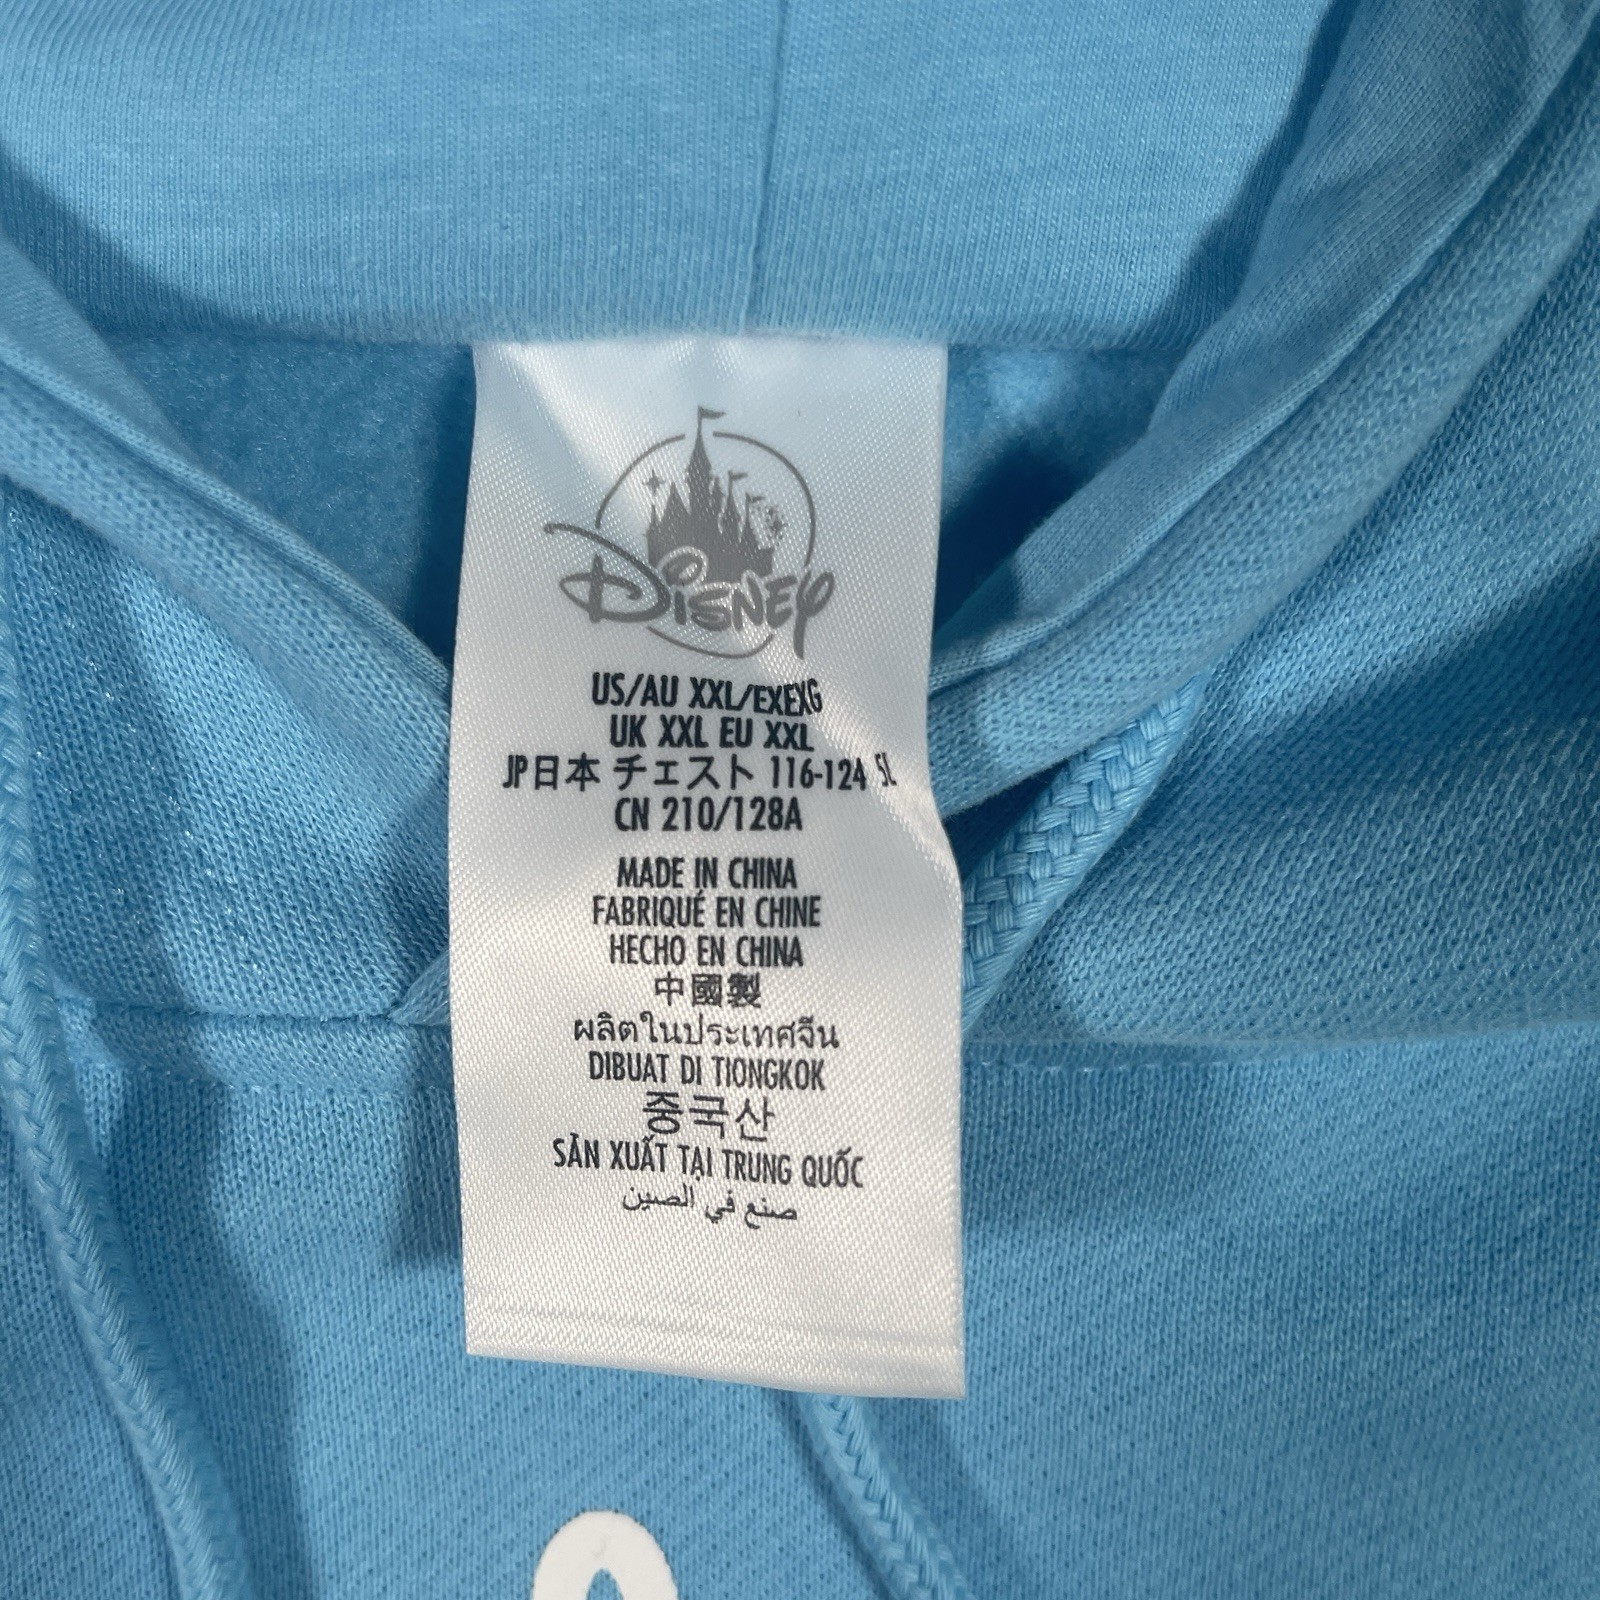 Disney
US/AU XXL/EXEXG
UK XXL EU XXL
JP日本 チェスト 116-124 5L
CN 210/128A
MADE IN CHINA
FABRIQUÉ EN CHINE
HECHO EN CHINA
中國製
ผลิตในประเทศจีน
DIBUAT DI TIONGKOK
중국산
SẢN XUẤT TẠI TRUNG QUỐC
صنع في الصين